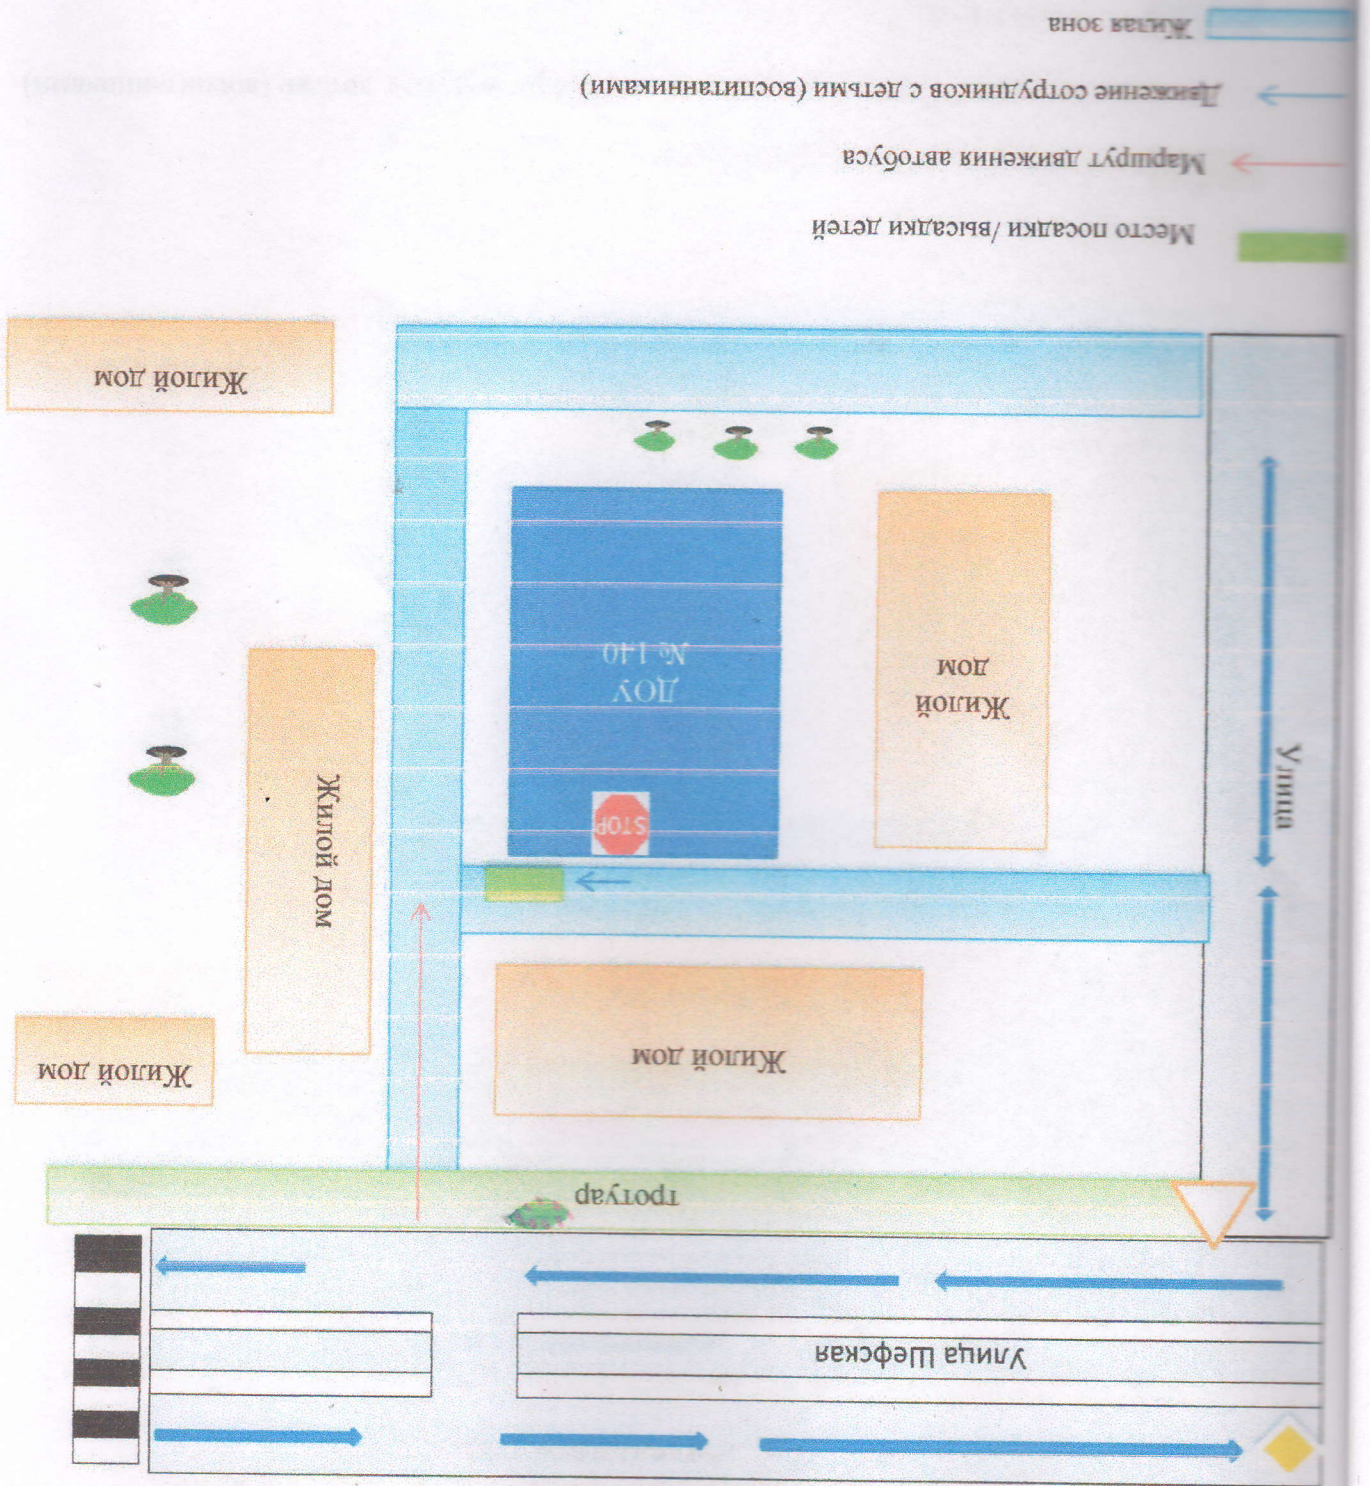 Улица Шефская
тротуар
Жилой дом
Жилой дом
Жилой дом
STOP
Улица
Жилой
дом
ДОУ
№ 140
Жилой дом
Место посадки /высадки детей
Маршрут движения автобуса
Движение сотрудников с детьми (воспитанниками)
Жилая зона